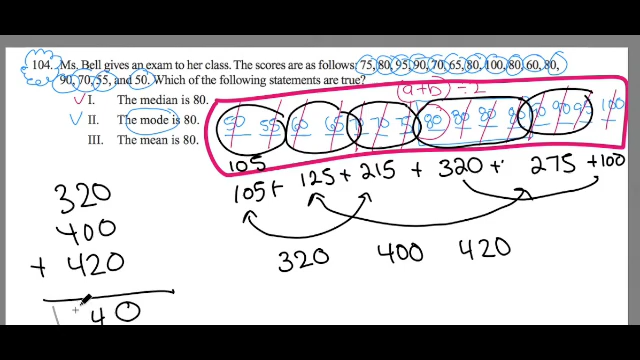 104. Ms. Bell gives an exam to her class. The scores are as follows: 75, 80, 95, 90, 70, 65, 80, 100, 80, 60, 80,
90, 70, 55, and 50. Which of the following statements are true?
(a+b) ÷ 2
✓ I. The median is 80.
✓ II. The mode is 80.
III. The mean is 80.
50 55 60 65 70 75 80 80 80 80 90 90 95 100
105
105 + 125 + 215 + 320 + 275 + 100
320 400 420
320
400
+ 420
40